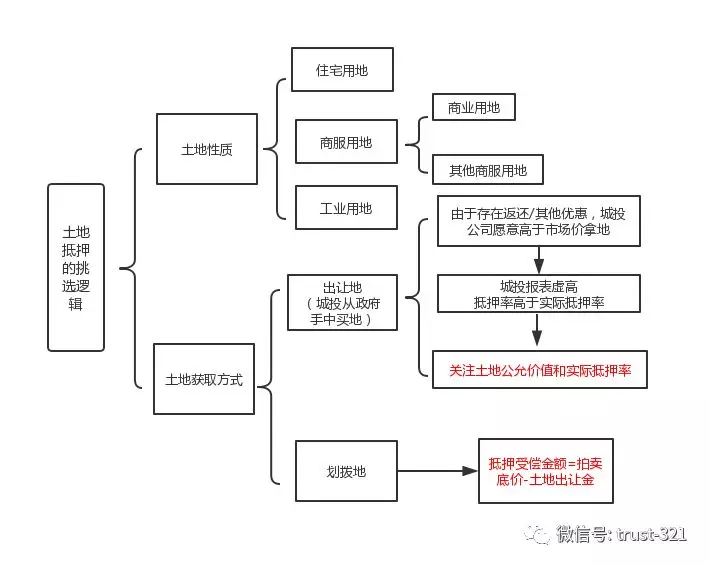 土地
抵押
的挑
选逻
辑
土地性质
住宅用地
商服用地
商业用地
其他商服用地
工业用地
土地获取方式
出让地
（城投从政府
手中买地）
由于存在返还/其他优惠，城投
公司愿意高于市场价拿地
城投报表虚高
抵押率高于实际抵押率
关注土地公允价值和实际抵押率
划拨地
抵押受偿金额=拍卖
底价-土地出让金
微信号: trust-321